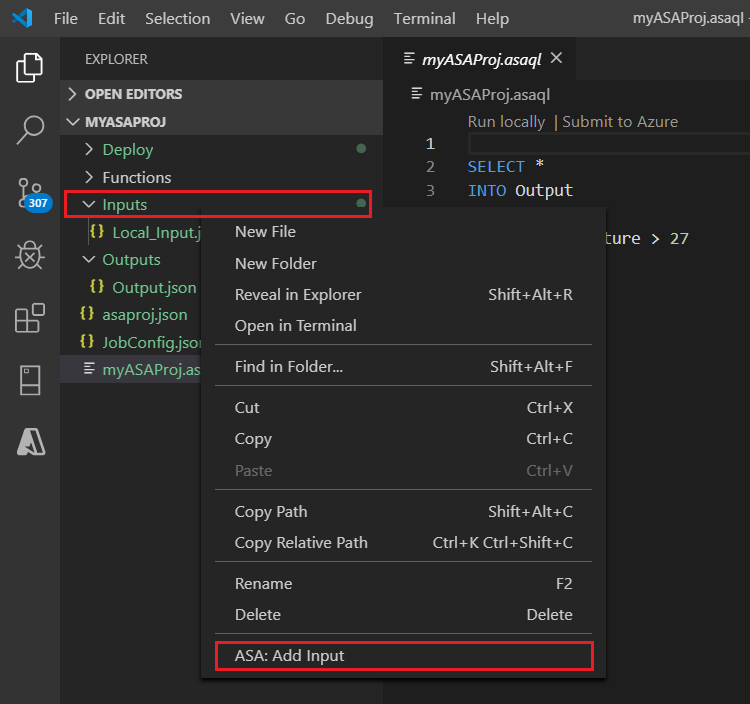 File Edit Selection View Go Debug Terminal Help myASAProj.asaql -
EXPLORER
OPEN EDITORS
MYASAPROJ
Deploy
Functions
Inputs
{} Local_Input.j
Outputs
{} Output.json
{} asaproj.json
{} JobConfig.json
myASAProj.as
307
myASAProj.asaql
myASAProj.asaql
Run locally | Submit to Azure
1
2 SELECT *
3 INTO Output
ture > 27
New File
New Folder
Reveal in Explorer Shift+Alt+R
Open in Terminal
Find in Folder... Shift+Alt+F
Cut Ctrl+X
Copy Ctrl+C
Paste Ctrl+V
Copy Path Shift+Alt+C
Copy Relative Path Ctrl+K Ctrl+Shift+C
Rename F2
Delete Delete
ASA: Add Input